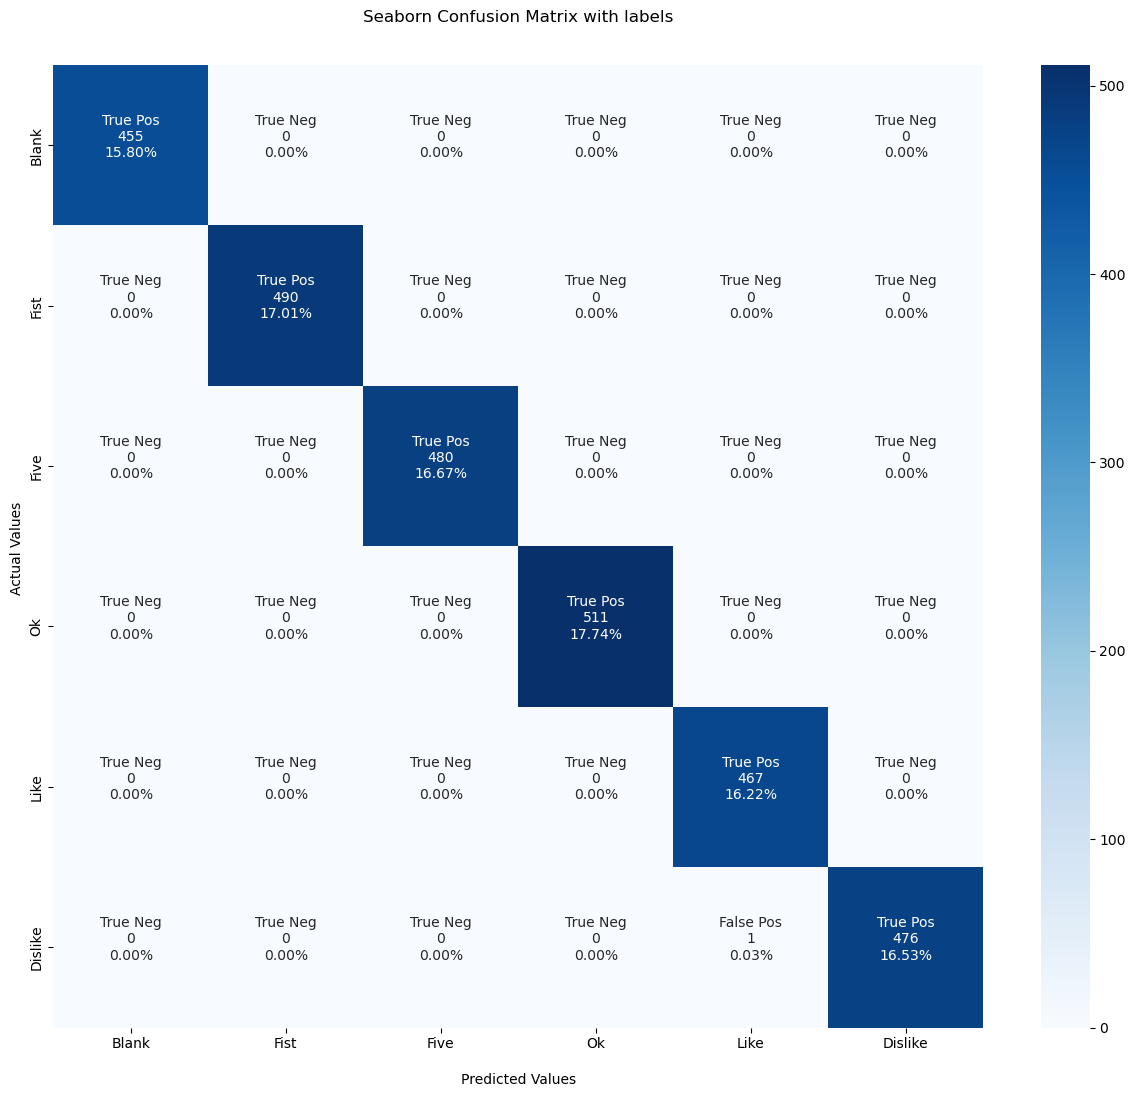 Seaborn Confusion Matrix with labels
Blank
True Pos True Neg True Neg True Neg True Neg True Neg
455 0 0 0 0 0
15.80% 0.00% 0.00% 0.00% 0.00% 0.00%
Fist
True Neg True Pos True Neg True Neg True Neg True Neg
0 490 0 0 0 0
0.00% 17.01% 0.00% 0.00% 0.00% 0.00%
Five
True Neg True Neg True Pos True Neg True Neg True Neg
0 0 480 0 0 0
0.00% 0.00% 16.67% 0.00% 0.00% 0.00%
Actual Values
Ok
True Neg True Neg True Neg True Pos True Neg True Neg
0 0 0 511 0 0
0.00% 0.00% 0.00% 17.74% 0.00% 0.00%
Like
True Neg True Neg True Neg True Neg True Pos True Neg
0 0 0 0 467 0
0.00% 0.00% 0.00% 0.00% 16.22% 0.00%
Dislike
True Neg True Neg True Neg True Neg False Pos True Pos
0 0 0 0 1 476
0.00% 0.00% 0.00% 0.00% 0.03% 16.53%
Blank Fist Five Ok Like Dislike
Predicted Values
500
400
300
200
100
0